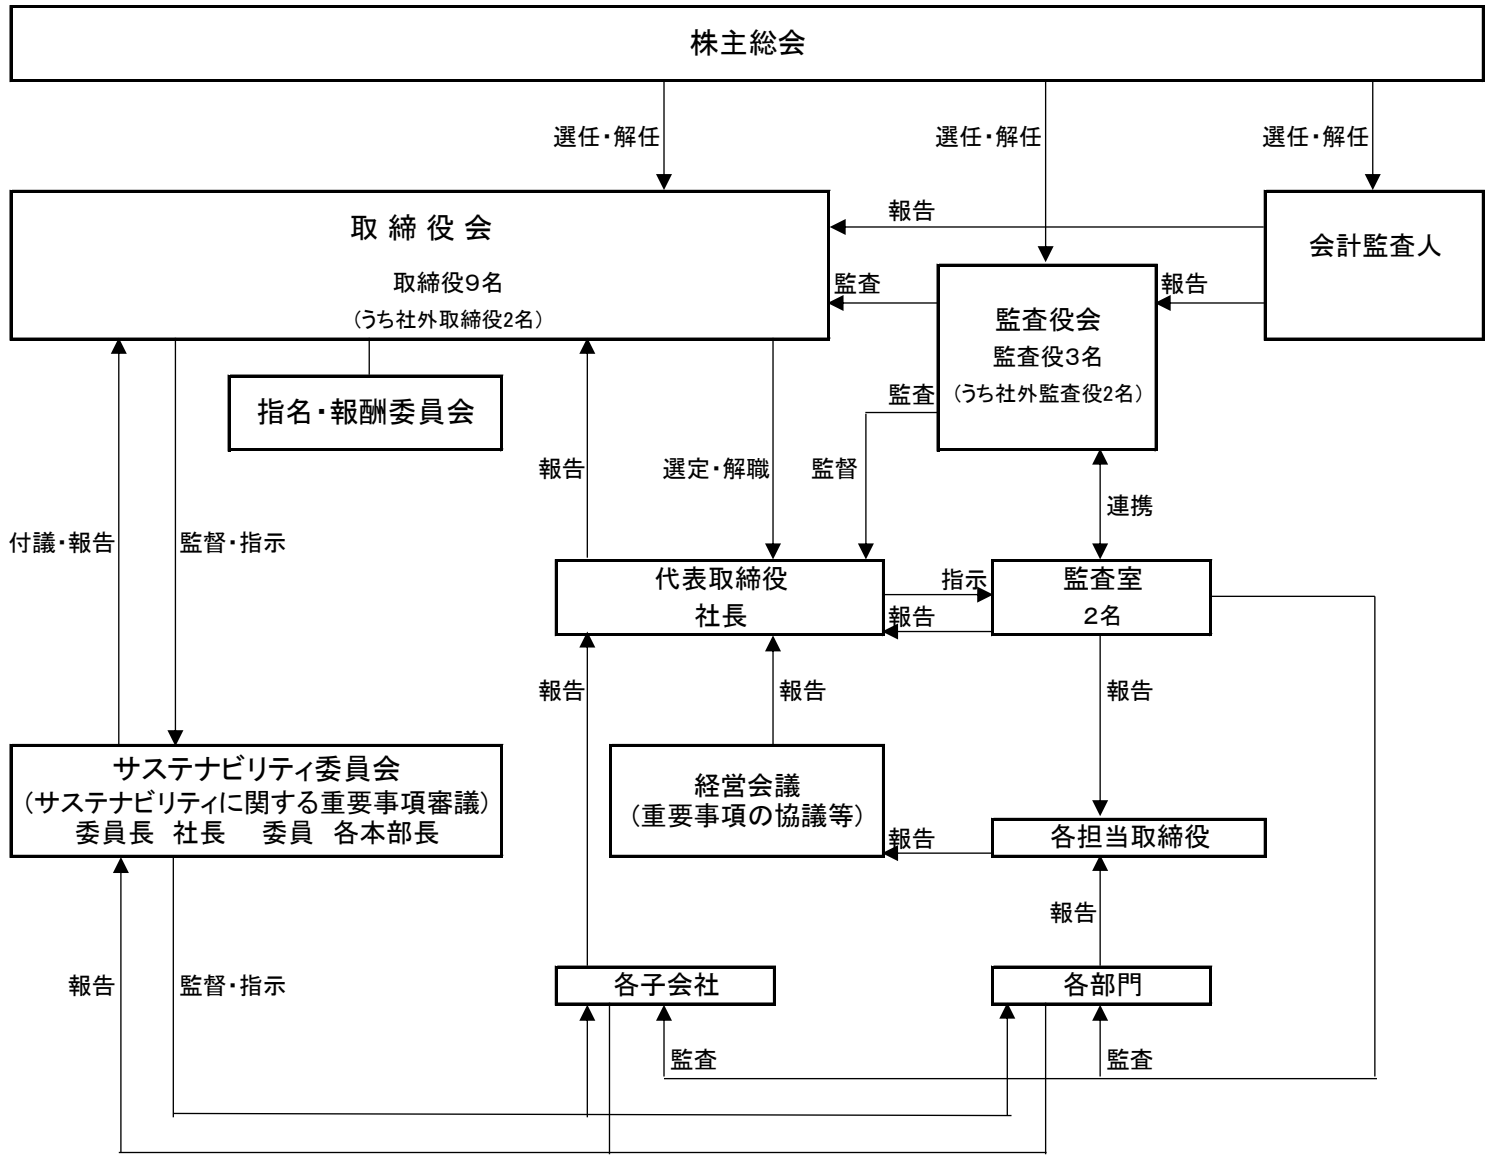 株主総会
選任・解任
選任・解任
選任・解任
取締役会
取締役9名
(うち社外取締役2名)
報告
会計監査人
監査
報告
監査役会
監査役3名
(うち社外監査役2名)
指名・報酬委員会
監査
報告
選定・解職
監督
連携
付議・報告
監督・指示
代表取締役
社長
指示
報告
監査室
2名
報告
報告
報告
サステナビリティ委員会
(サステナビリティに関する重要事項審議)
委員長 社長 委員 各本部長
経営会議
(重要事項の協議等)
報告
各担当取締役
報告
報告
監督・指示
各子会社
各部門
監査
監査